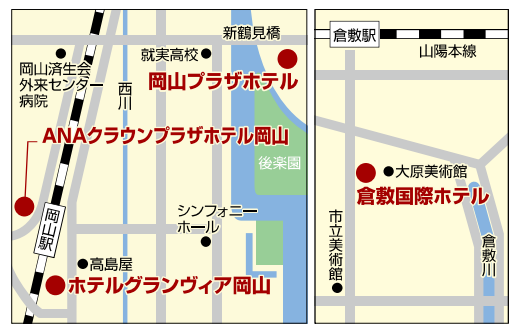 新鶴見橋
就実高校
岡山プラザホテル
岡山済生会
外来センター
病院
西川
ANAクラウンプラザホテル岡山
後楽園
シンフォニー
ホール
岡山駅
高島屋
ホテルグランヴィア岡山
倉敷駅
山陽本線
大原美術館
倉敷国際ホテル
市立美術館
倉敷川